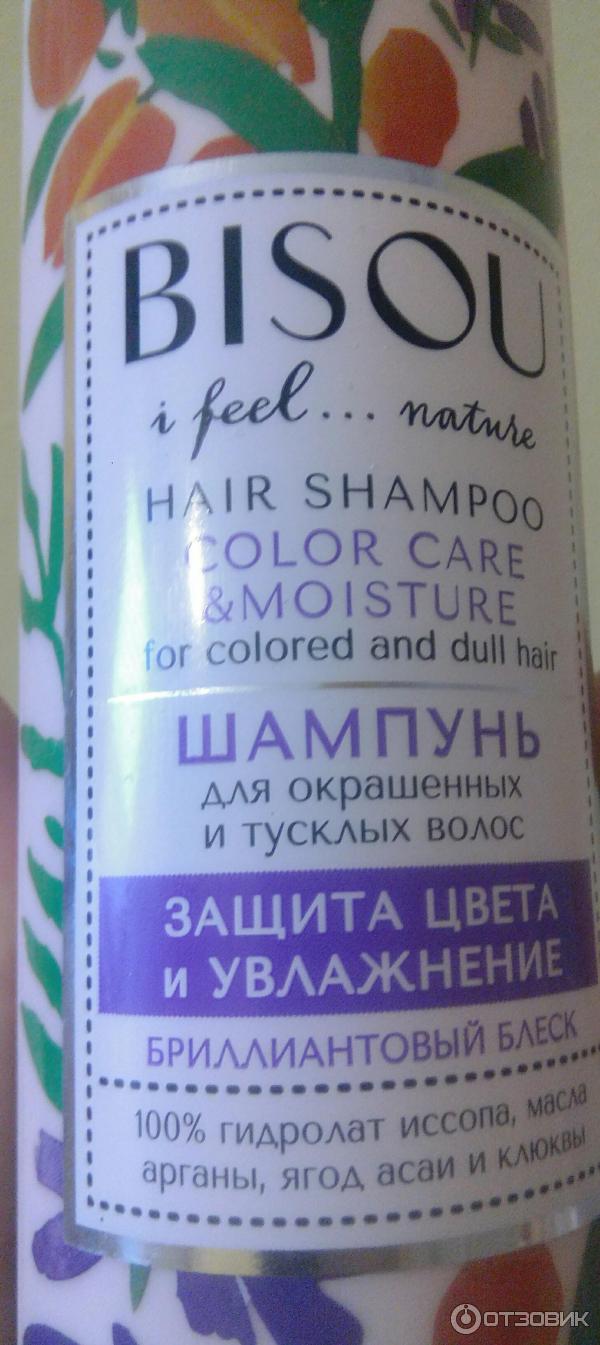 BISOU
i feel... nature
HAIR SHAMPOO
COLOR CARE
&MOISTURE
for colored and dull hair
ШАМПУНЬ
для окрашенных
и тусклых волос
ЗАЩИТА ЦВЕТА
и УВЛАЖНЕНИЕ
БРИЛЛИАНТОВЫЙ БЛЕСК
100% гидролат иссопа, масла
арганы, ягод асаи и клюквы
ОТЗОВИК